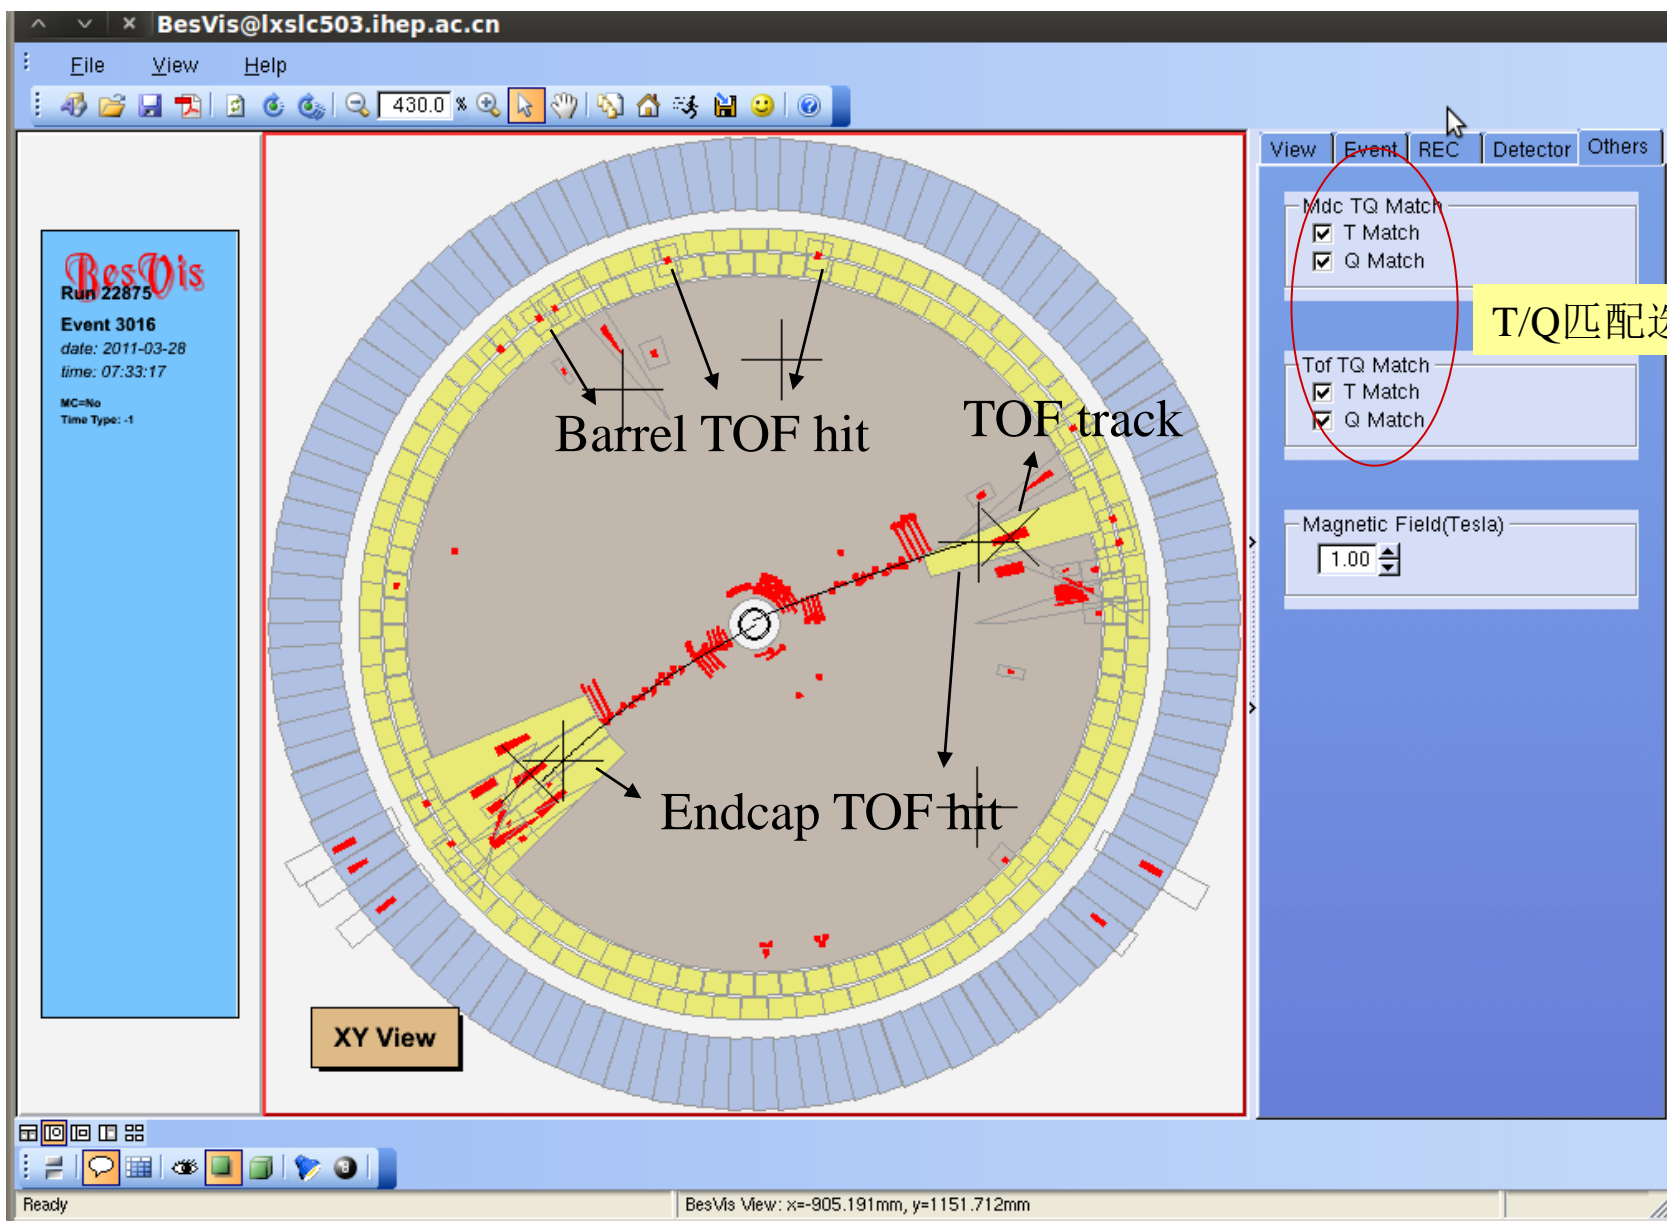 BesVis@lxslc503.ihep.ac.cn
File View Help
430.0 %
View Event REC Detector Others
BesVis
Run 22875
Event 3016
date: 2011-03-28
time: 07:33:17
MC=No
Time Type: -1
Barrel TOF hit
TOF track
Endcap TOF hit
XY View
Mdc TQ Match
T Match
Q Match
T/Q匹配选
Tof TQ Match
T Match
Q Match
Magnetic Field(Tesla)
1.00
Ready
BesVis View: x=-905.191mm, y=1151.712mm